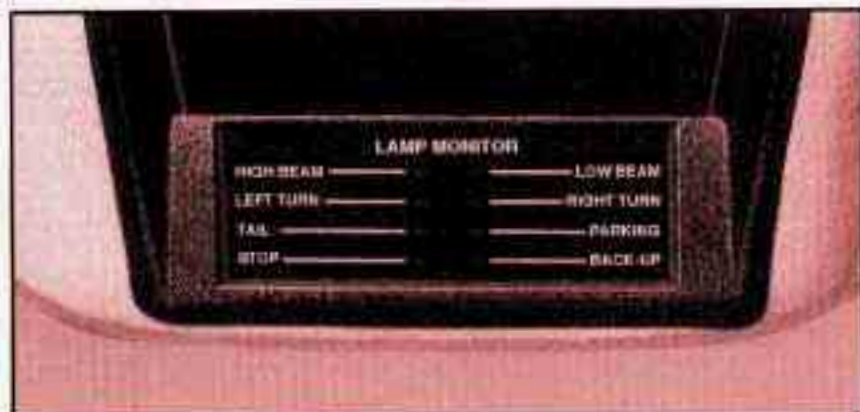 LAMP MONITOR
HIGH BEAM LOW BEAM
LEFT TURN RIGHT TURN
TAIL PARKING
STOP BACK-UP